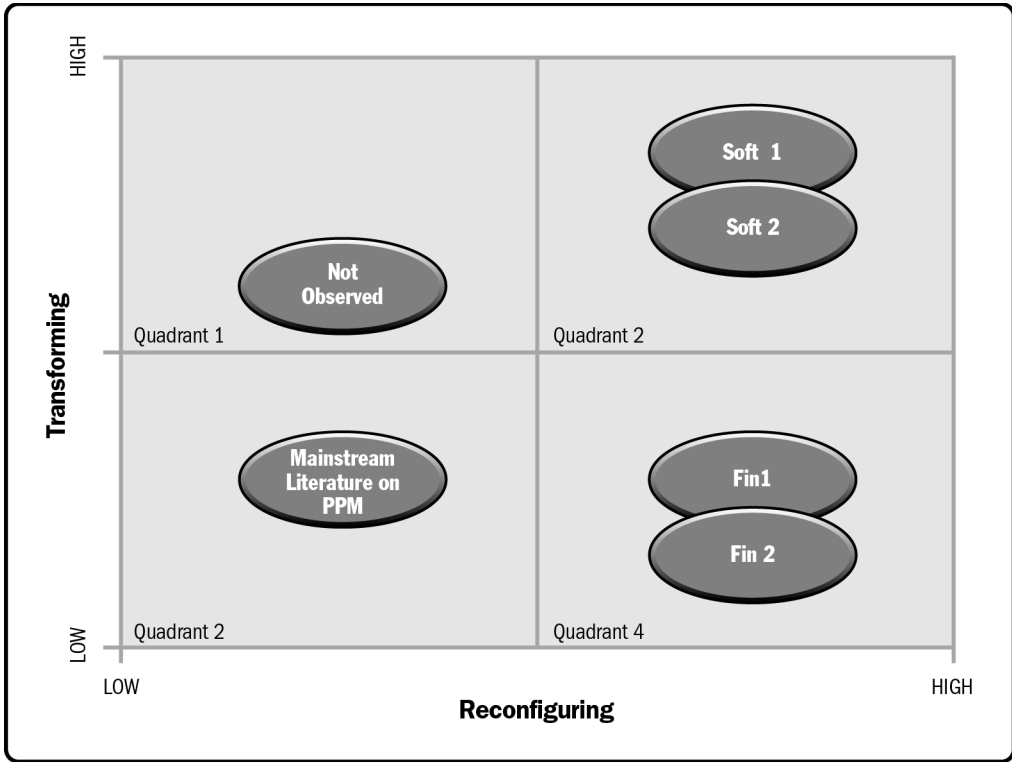 HIGH
Soft 1
Soft 2
Not
Observed
Quadrant 1
Quadrant 2
Transforming
Mainstream
Literature on
PPM
Fin1
Fin 2
Quadrant 2
Quadrant 4
LOW
LOW
HIGH
Reconfiguring